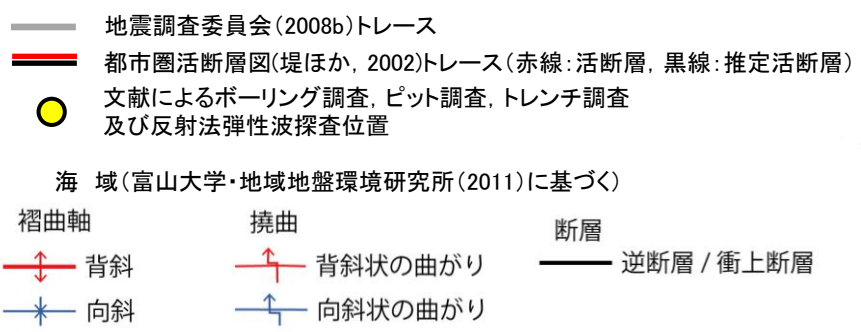 地震調査委員会(2008b)トレース
都市圏活断層図(堤ほか, 2002)トレース(赤線:活断層, 黒線:推定活断層)
文献によるボーリング調査, ピット調査, トレンチ調査
及び反射法弾性波探査位置
海 域(富山大学・地域地盤環境研究所(2011)に基づく)
褶曲軸 撓曲 断層
背斜 背斜状の曲がり 逆断層 / 衝上断層
向斜 向斜状の曲がり